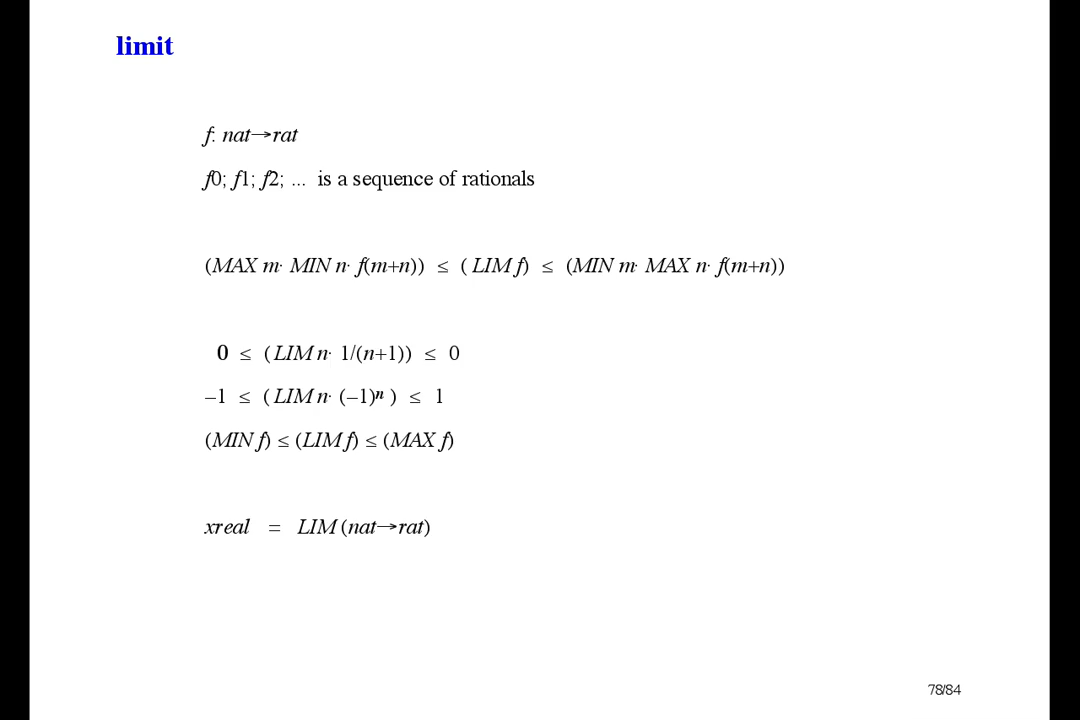 limit
f: nat→rat
f0; f1; f2; ... is a sequence of rationals
(MAX m· MIN n· f(m+n)) ≤ (LIM f) ≤ (MIN m· MAX n· f(m+n))
0 ≤ (LIM n· 1/(n+1)) ≤ 0
–1 ≤ (LIM n· (–1)ⁿ) ≤ 1
(MIN f) ≤ (LIM f) ≤ (MAX f)
xreal = LIM (nat→rat)
78/84